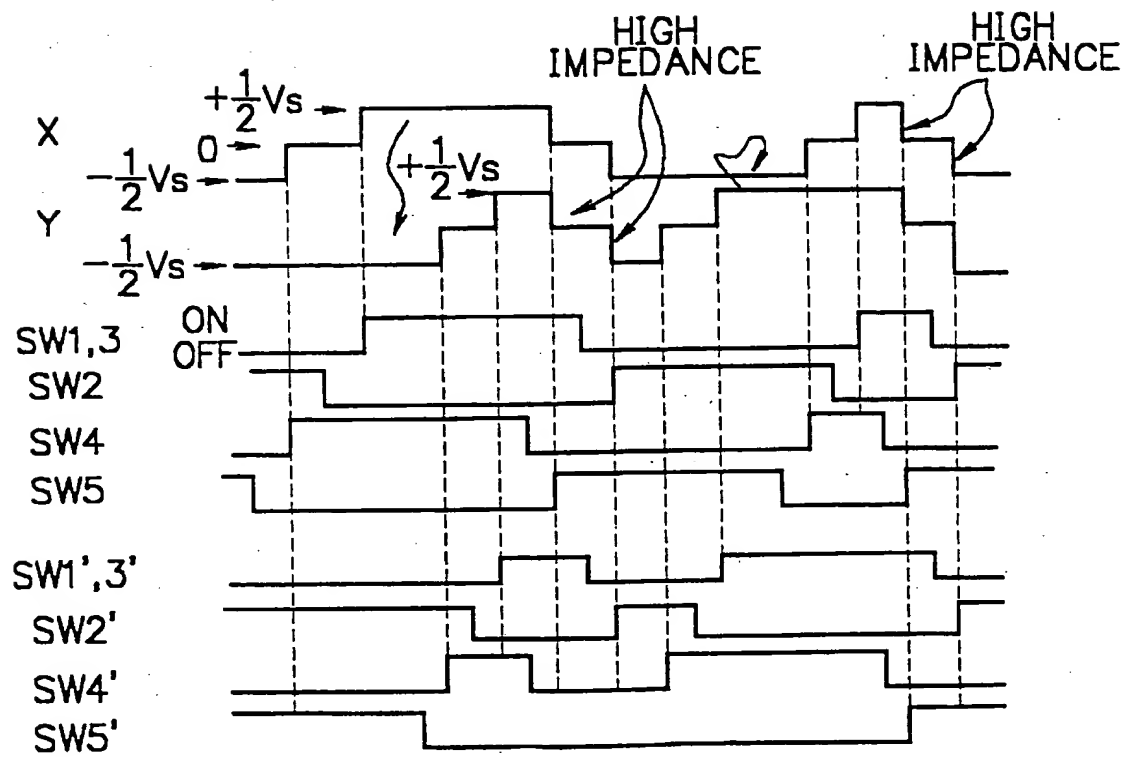 HIGH
IMPEDANCE
HIGH
IMPEDANCE
+1/2Vs
X
0
-1/2Vs
+1/2Vs
Y
-1/2Vs
ON
SW1,3
OFF
SW2
SW4
SW5
SW1',3'
SW2'
SW4'
SW5'